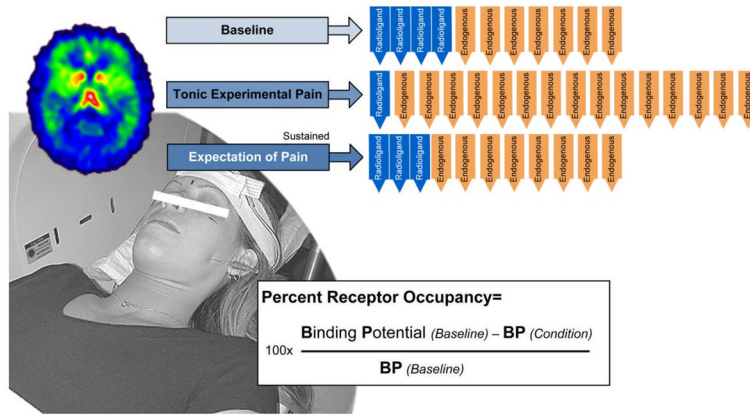 Baseline
Radioligand Radioligand Radioligand Radioligand Endogenous Endogenous Endogenous Endogenous Endogenous Endogenous Endogenous
Tonic Experimental Pain
Radioligand Endogenous Endogenous Endogenous Endogenous Endogenous Endogenous Endogenous Endogenous Endogenous Endogenous Endogenous Endogenous Endogenous Endogenous Endogenous
Sustained
Expectation of Pain
Radioligand Radioligand Radioligand Endogenous Endogenous Endogenous Endogenous Endogenous Endogenous Endogenous Endogenous
Percent Receptor Occupancy=
Binding Potential (Baseline) – BP (Condition)
100x
BP (Baseline)